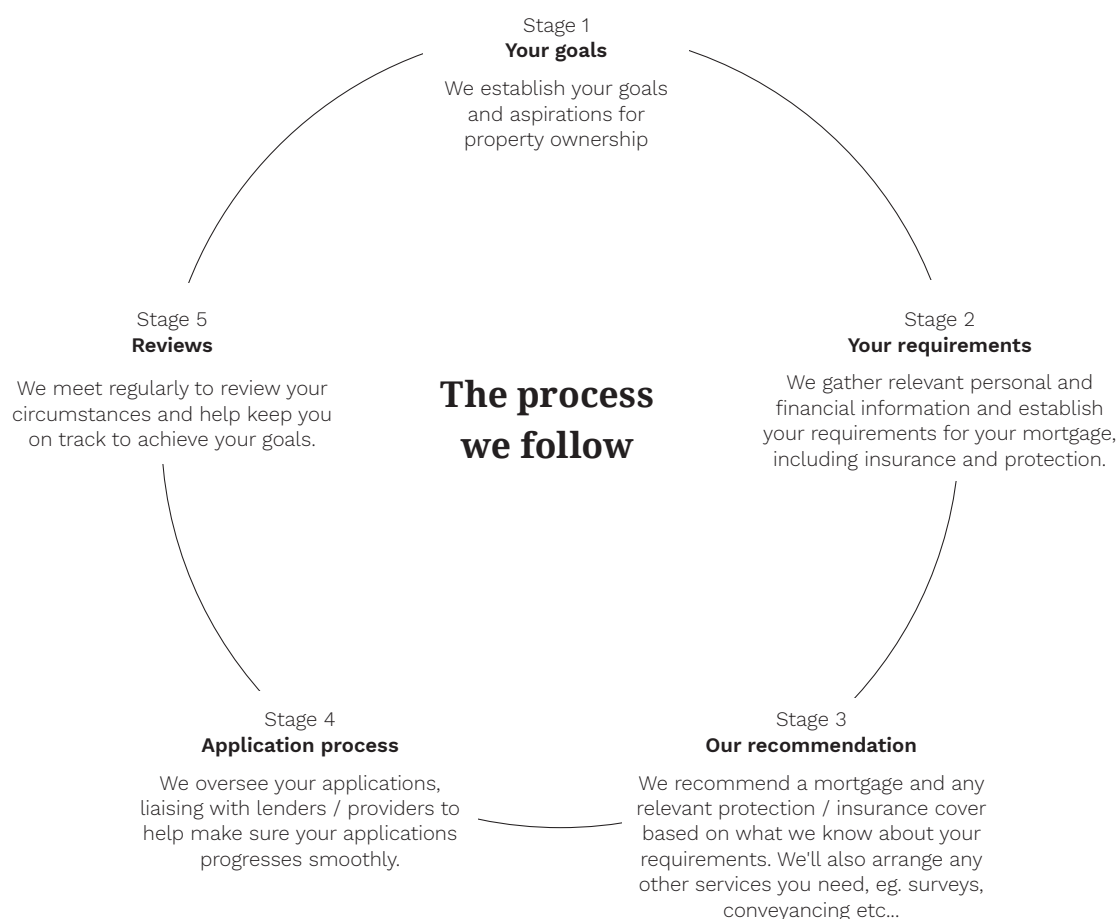 Stage 1
Your goals
We establish your goals
and aspirations for
property ownership
Stage 2
Your requirements
We gather relevant personal and
financial information and establish
your requirements for your mortgage,
including insurance and protection.
Stage 3
Our recommendation
We recommend a mortgage and any
relevant protection / insurance cover
based on what we know about your
requirements. We'll also arrange any
other services you need, eg. surveys,
conveyancing etc...
Stage 4
Application process
We oversee your applications,
liaising with lenders / providers to
help make sure your applications
progresses smoothly.
Stage 5
Reviews
We meet regularly to review your
circumstances and help keep you
on track to achieve your goals.
The process
we follow